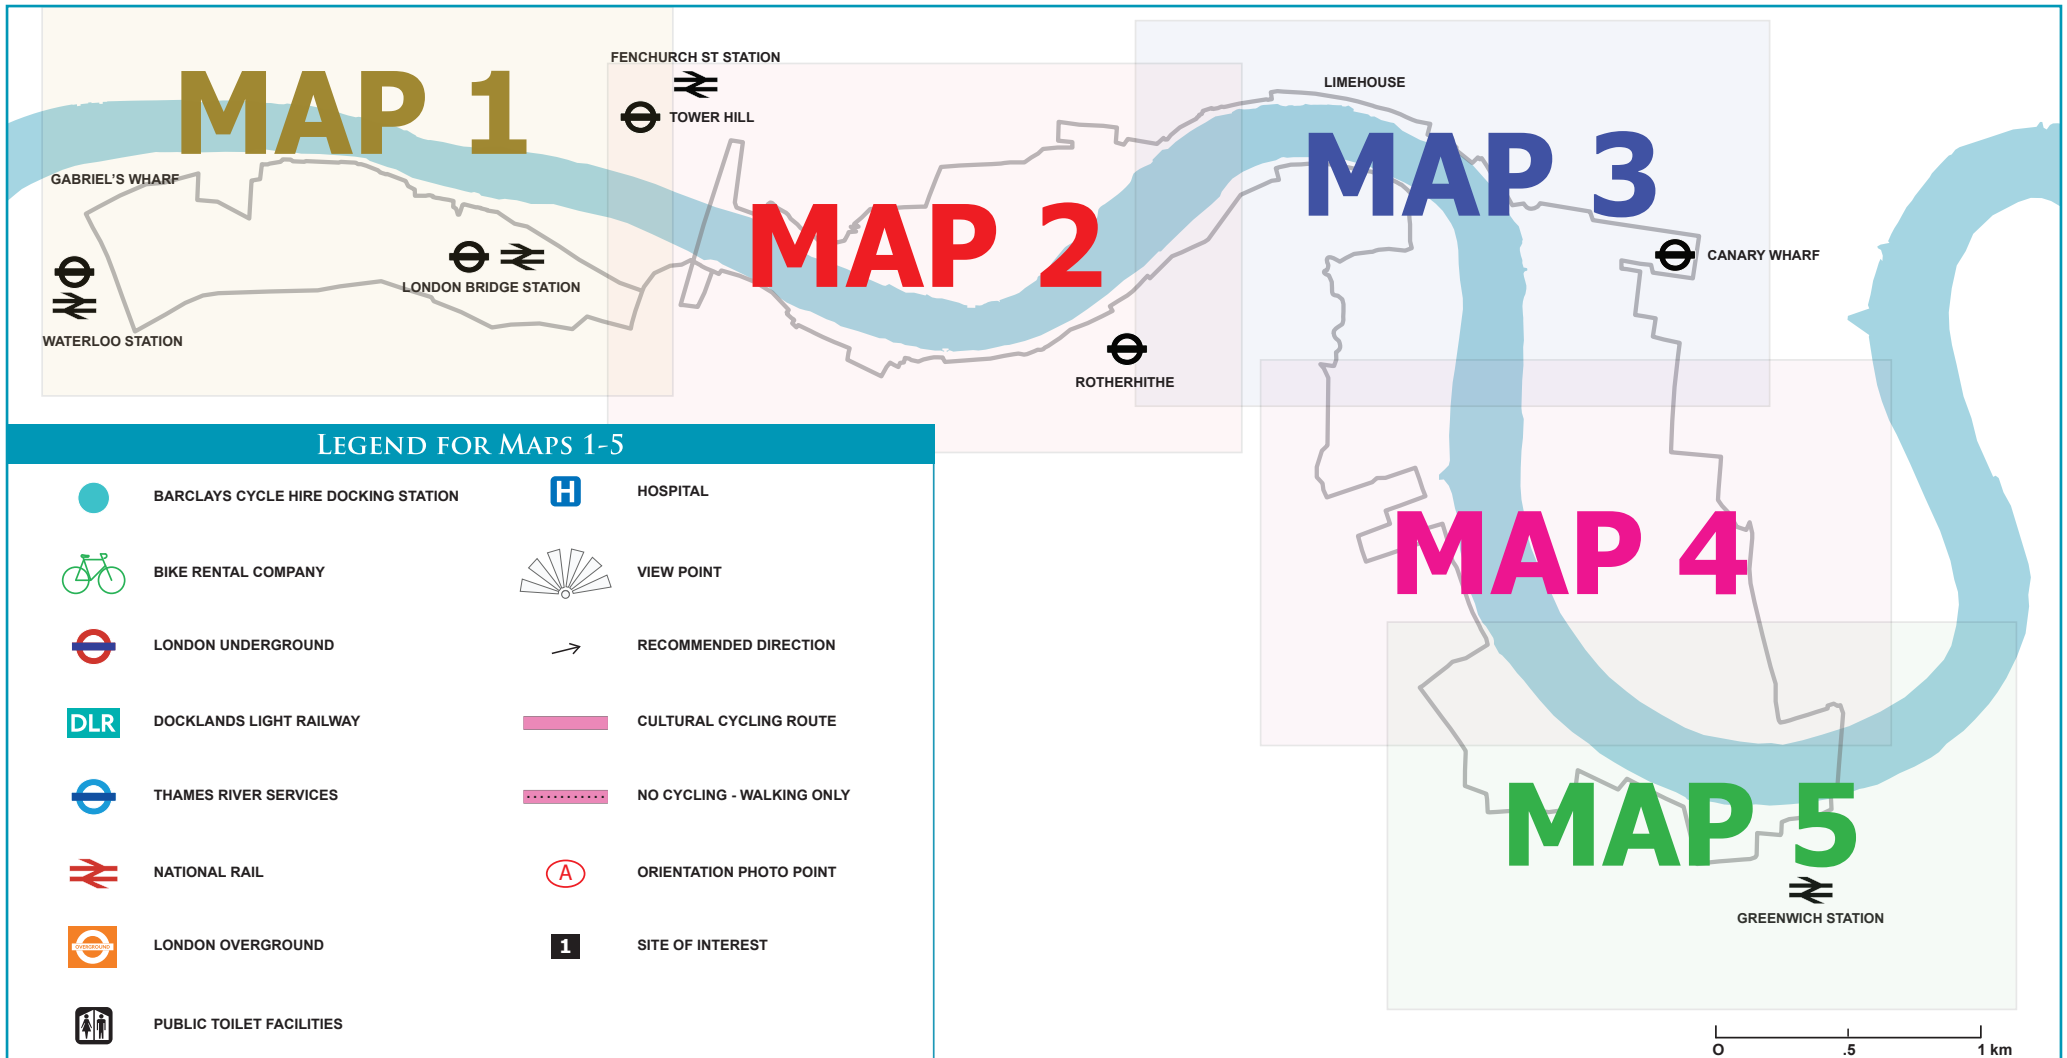 FENCHURCH ST STATION
TOWER HILL
MAP 1
GABRIEL'S WHARF
LONDON BRIDGE STATION
WATERLOO STATION
MAP 2
ROTHERHITHE
LIMEHOUSE
MAP 3
CANARY WHARF
MAP 4
MAP 5
GREENWICH STATION
O .5 1 km
LEGEND FOR MAPS 1-5
BARCLAYS CYCLE HIRE DOCKING STATION
BIKE RENTAL COMPANY
LONDON UNDERGROUND
DLR DOCKLANDS LIGHT RAILWAY
THAMES RIVER SERVICES
NATIONAL RAIL
OVERGROUND LONDON OVERGROUND
PUBLIC TOILET FACILITIES
H HOSPITAL
VIEW POINT
RECOMMENDED DIRECTION
CULTURAL CYCLING ROUTE
NO CYCLING - WALKING ONLY
A ORIENTATION PHOTO POINT
1 SITE OF INTEREST